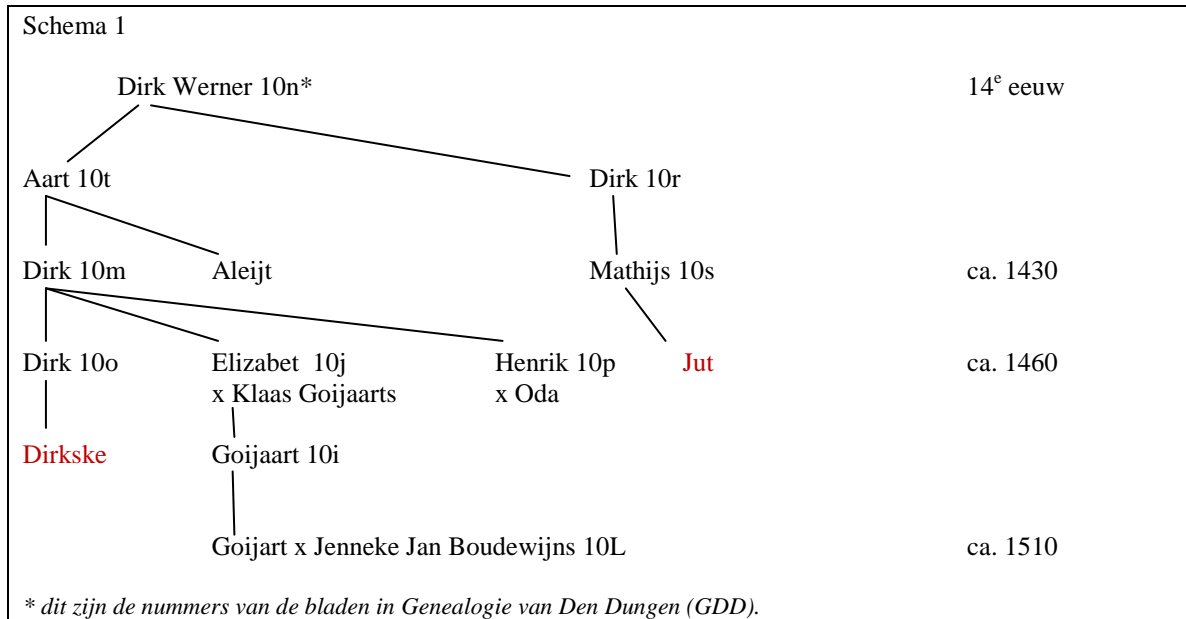 Schema 1
Dirk Werner 10n* 14e eeuw
Aart 10t Dirk 10r
Dirk 10m Aleijt Mathijs 10s ca. 1430
Dirk 10o Elizabet 10j Henrik 10p Jut ca. 1460
x Klaas Goijaarts x Oda
Dirkske Goijaart 10i
Goijart x Jenneke Jan Boudewijns 10L ca. 1510
* dit zijn de nummers van de bladen in Genealogie van Den Dungen (GDD).